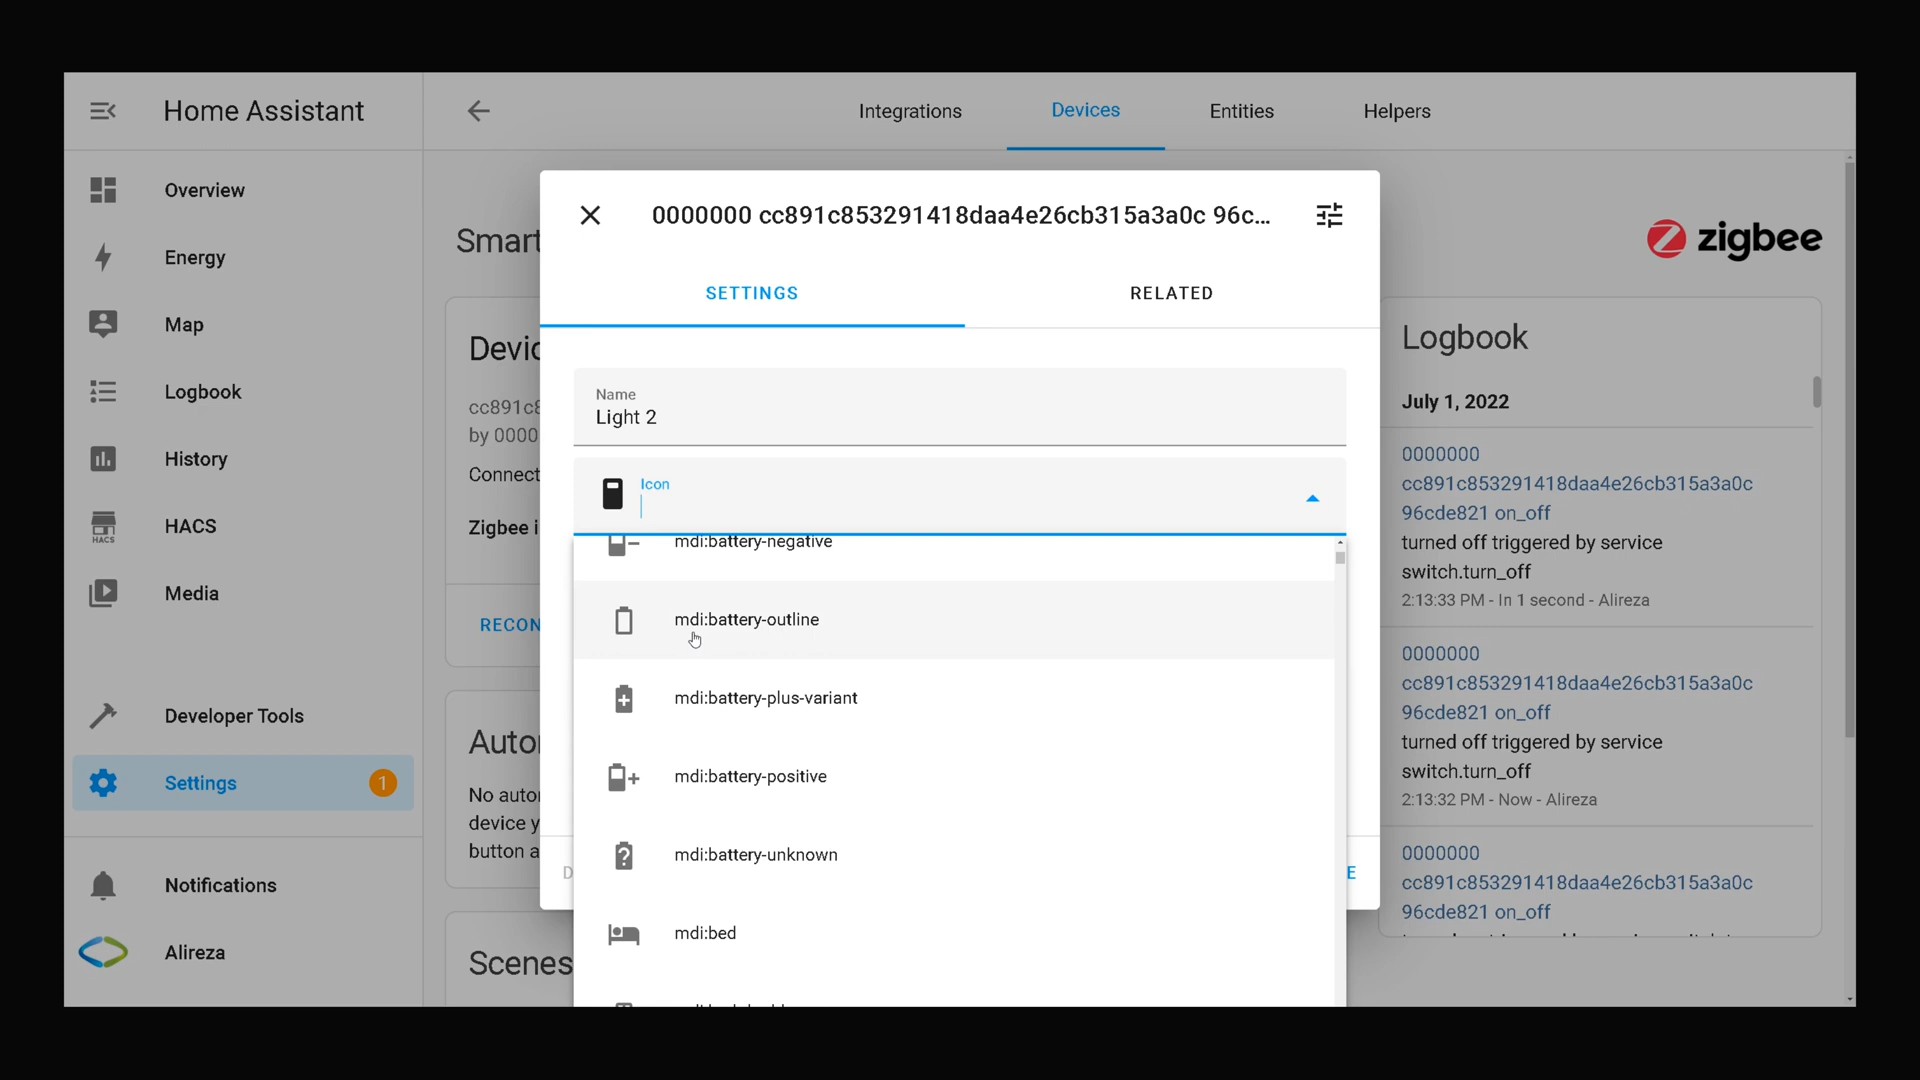 Home Assistant
Integrations
Devices
Entities
Helpers
Overview
Energy
Map
Logbook
History
HACS
HACS
Media
Developer Tools
Settings
1
Notifications
Alireza
Smart
Devic
cc891c8
by 0000
Connect
Zigbee i
RECON
Auto
No auto
device y
button a
Scenes
0000000 cc891c853291418daa4e26cb315a3a0c 96c...
SETTINGS
RELATED
Name
Light 2
Icon
mdi:battery-negative
mdi:battery-outline
mdi:battery-plus-variant
mdi:battery-positive
mdi:battery-unknown
mdi:bed
D
E
zigbee
Logbook
July 1, 2022
0000000
cc891c853291418daa4e26cb315a3a0c
96cde821 on_off
turned off triggered by service
switch.turn_off
2:13:33 PM - In 1 second - Alireza
0000000
cc891c853291418daa4e26cb315a3a0c
96cde821 on_off
turned off triggered by service
switch.turn_off
2:13:32 PM - Now - Alireza
0000000
cc891c853291418daa4e26cb315a3a0c
96cde821 on_off